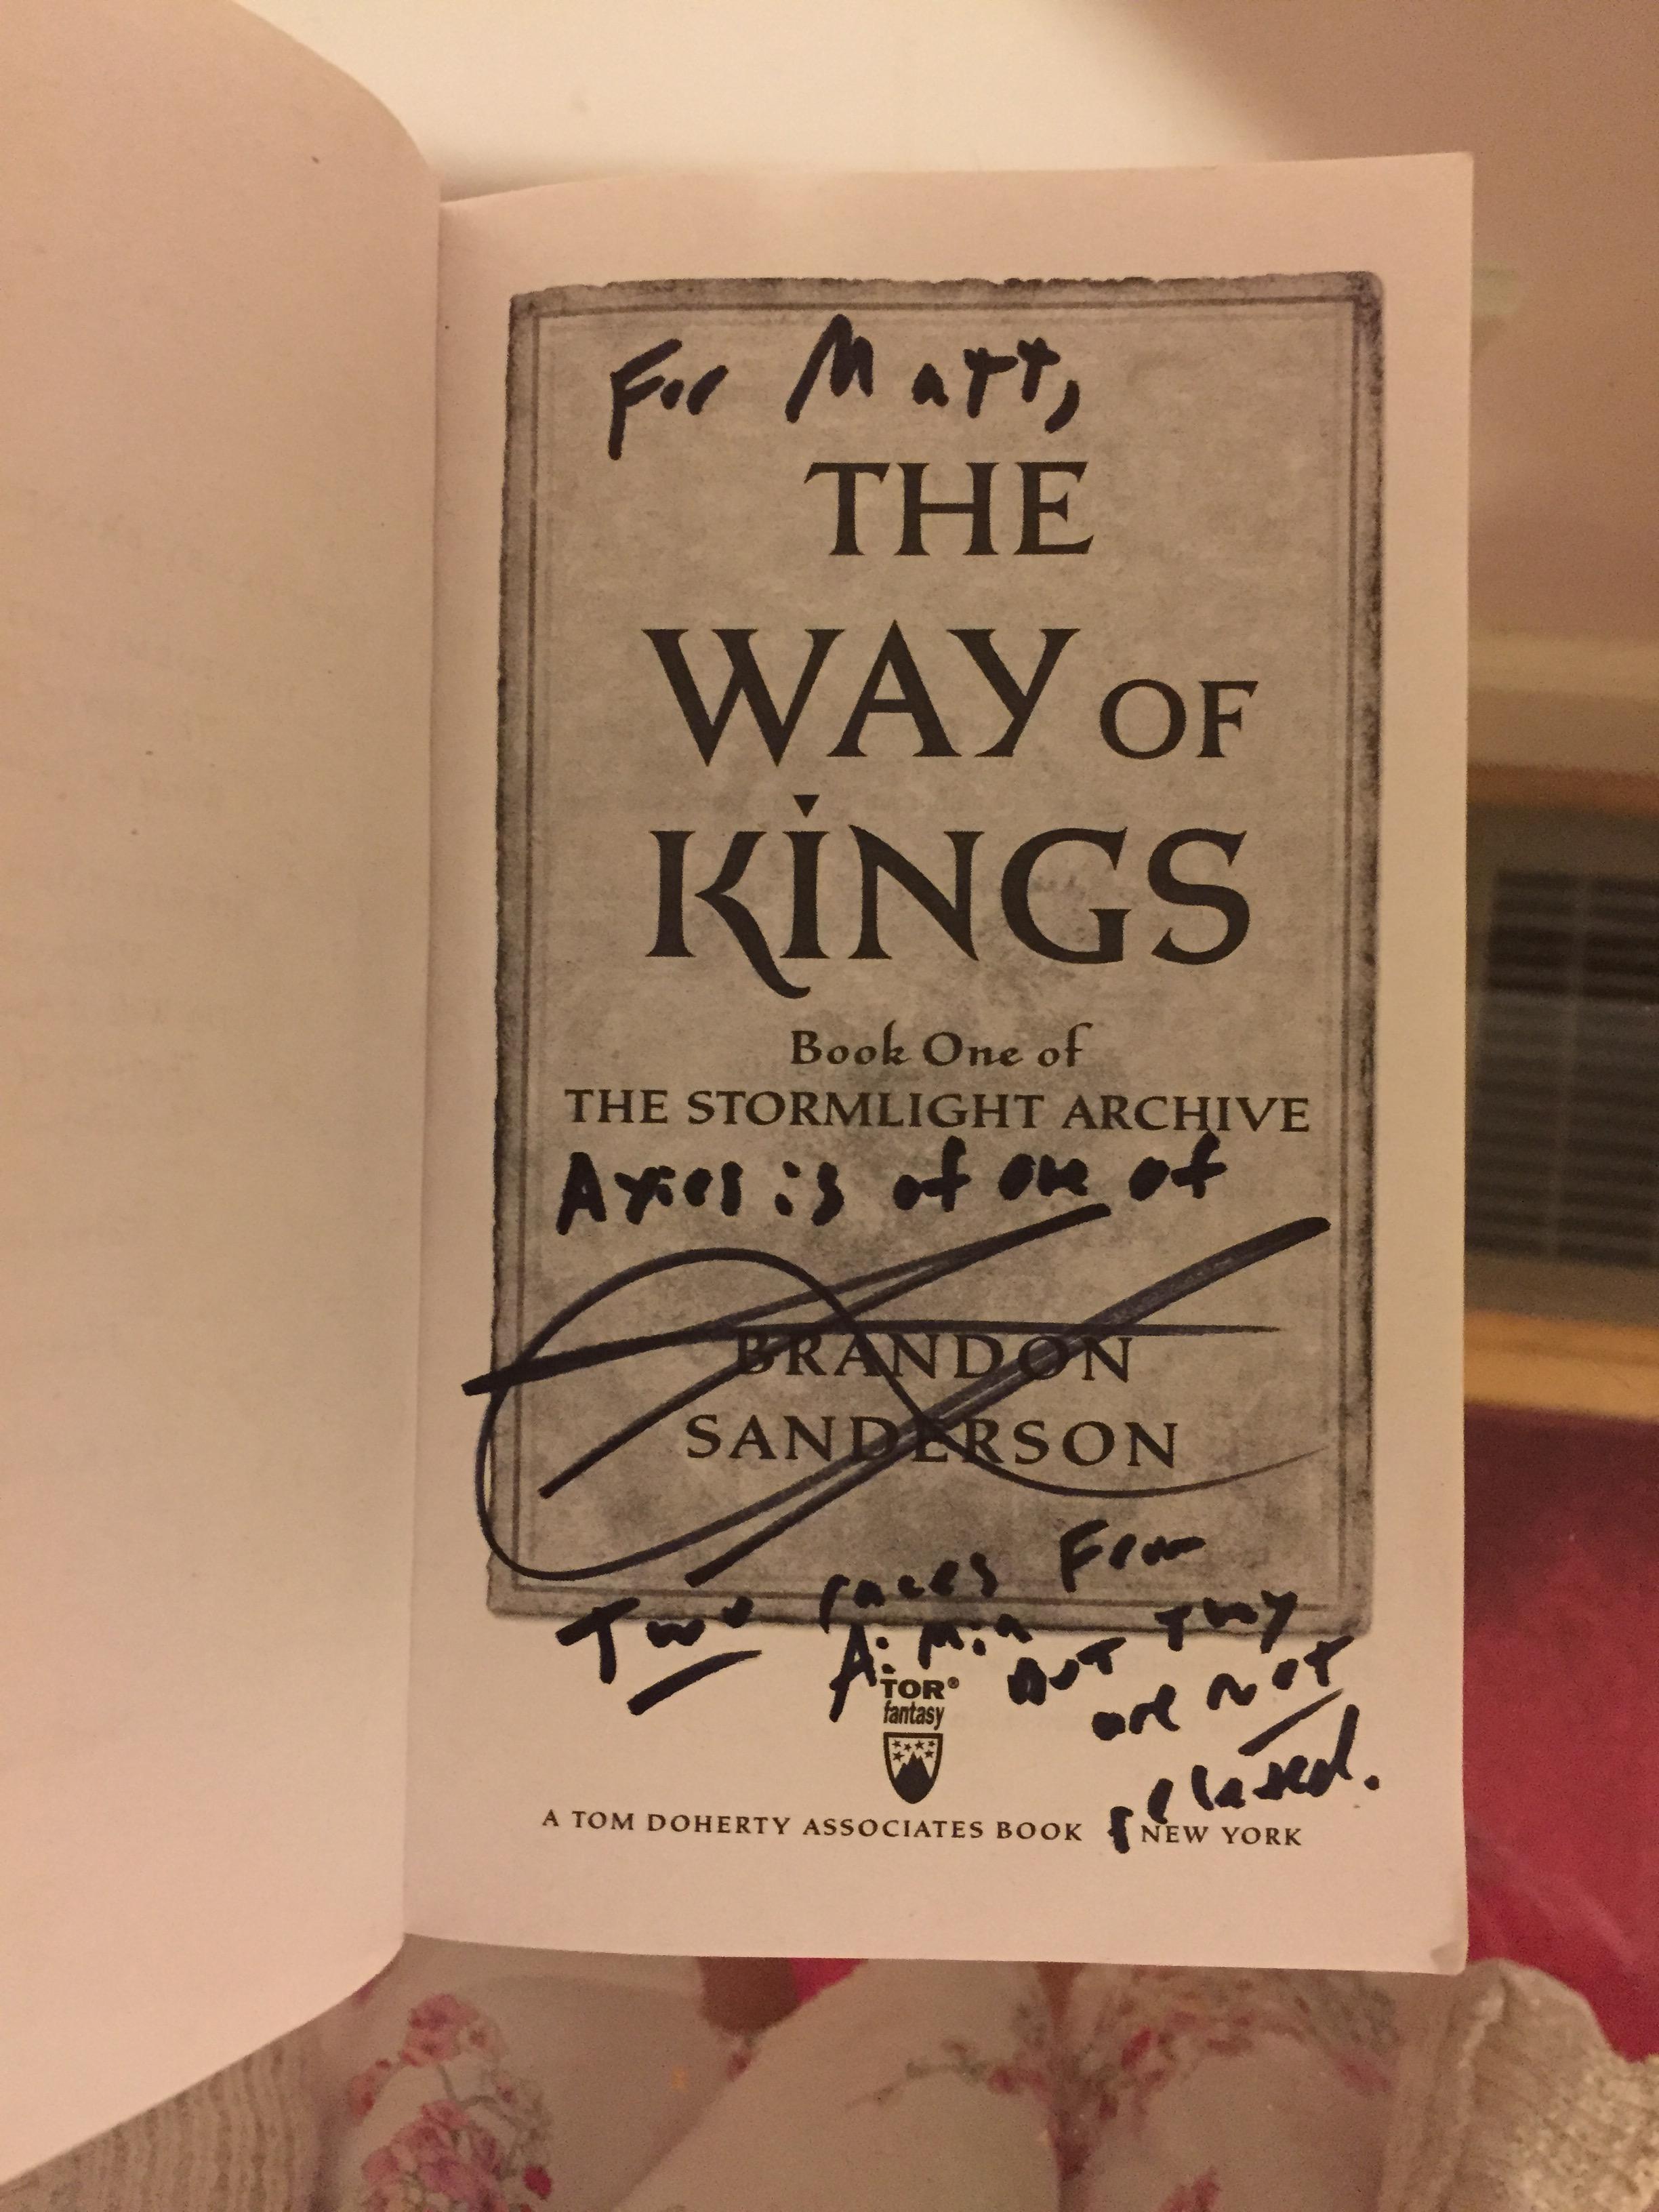 For Matt,
THE
WAY OF
KINGS
Book One of
THE STORMLIGHT ARCHIVE
Axies is of one of
BRANDON
SANDERSON
Two races From
Aimia but they
are not
related.
TOR®
fantasy
A TOM DOHERTY ASSOCIATES BOOK NEW YORK